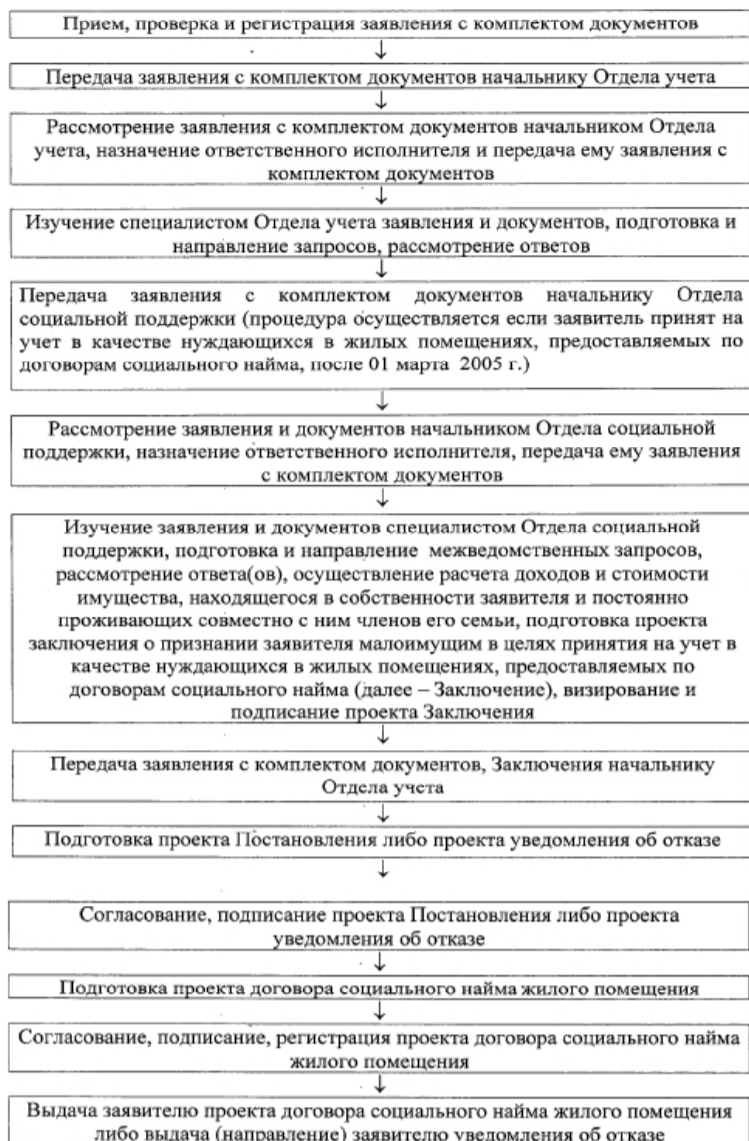 Прием, проверка и регистрация заявления с комплектом документов
↓
Передача заявления с комплектом документов начальнику Отдела учета
↓
Рассмотрение заявления с комплектом документов начальником Отдела
учета, назначение ответственного исполнителя и передача ему заявления с
комплектом документов
↓
Изучение специалистом Отдела учета заявления и документов, подготовка и
направление запросов, рассмотрение ответов
↓
Передача заявления с комплектом документов начальнику Отдела
социальной поддержки (процедура осуществляется если заявитель принят на
учет в качестве нуждающихся в жилых помещениях, предоставляемых по
договорам социального найма, после 01 марта 2005 г.)
↓
Рассмотрение заявления и документов начальником Отдела социальной
поддержки, назначение ответственного исполнителя, передача ему заявления
с комплектом документов
↓
Изучение заявления и документов специалистом Отдела социальной
поддержки, подготовка и направление межведомственных запросов,
рассмотрение ответа(ов), осуществление расчета доходов и стоимости
имущества, находящегося в собственности заявителя и постоянно
проживающих совместно с ним членов его семьи, подготовка проекта
заключения о признании заявителя малоимущим в целях принятия на учет в
качестве нуждающихся в жилых помещениях, предоставляемых по
договорам социального найма (далее – Заключение), визирование и
подписание проекта Заключения
↓
Передача заявления с комплектом документов, Заключения начальнику
Отдела учета
↓
Подготовка проекта Постановления либо проекта уведомления об отказе
↓
Согласование, подписание проекта Постановления либо проекта
уведомления об отказе
↓
Подготовка проекта договора социального найма жилого помещения
↓
Согласование, подписание, регистрация проекта договора социального найма
жилого помещения
↓
Выдача заявителю проекта договора социального найма жилого помещения
либо выдача (направление) заявителю уведомления об отказе